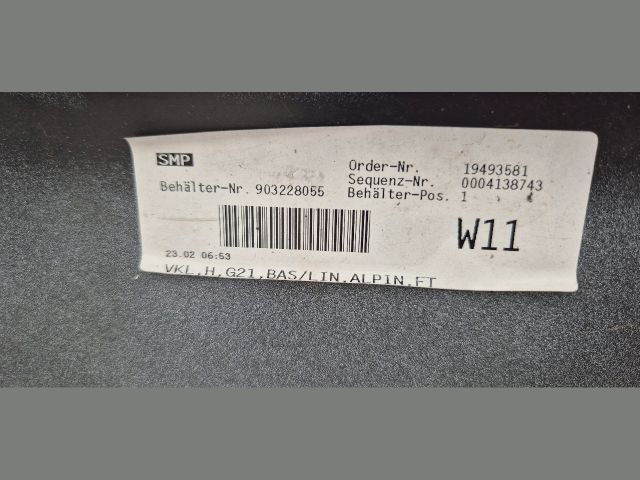 SMP
Order-Nr. 19493581
Sequenz-Nr. 0004138743
Behälter-Nr. 903228055 Behälter-Pos. 1
W11
23.02 06:53
VKL.H.G21.BAS/LIN.ALPIN.FT